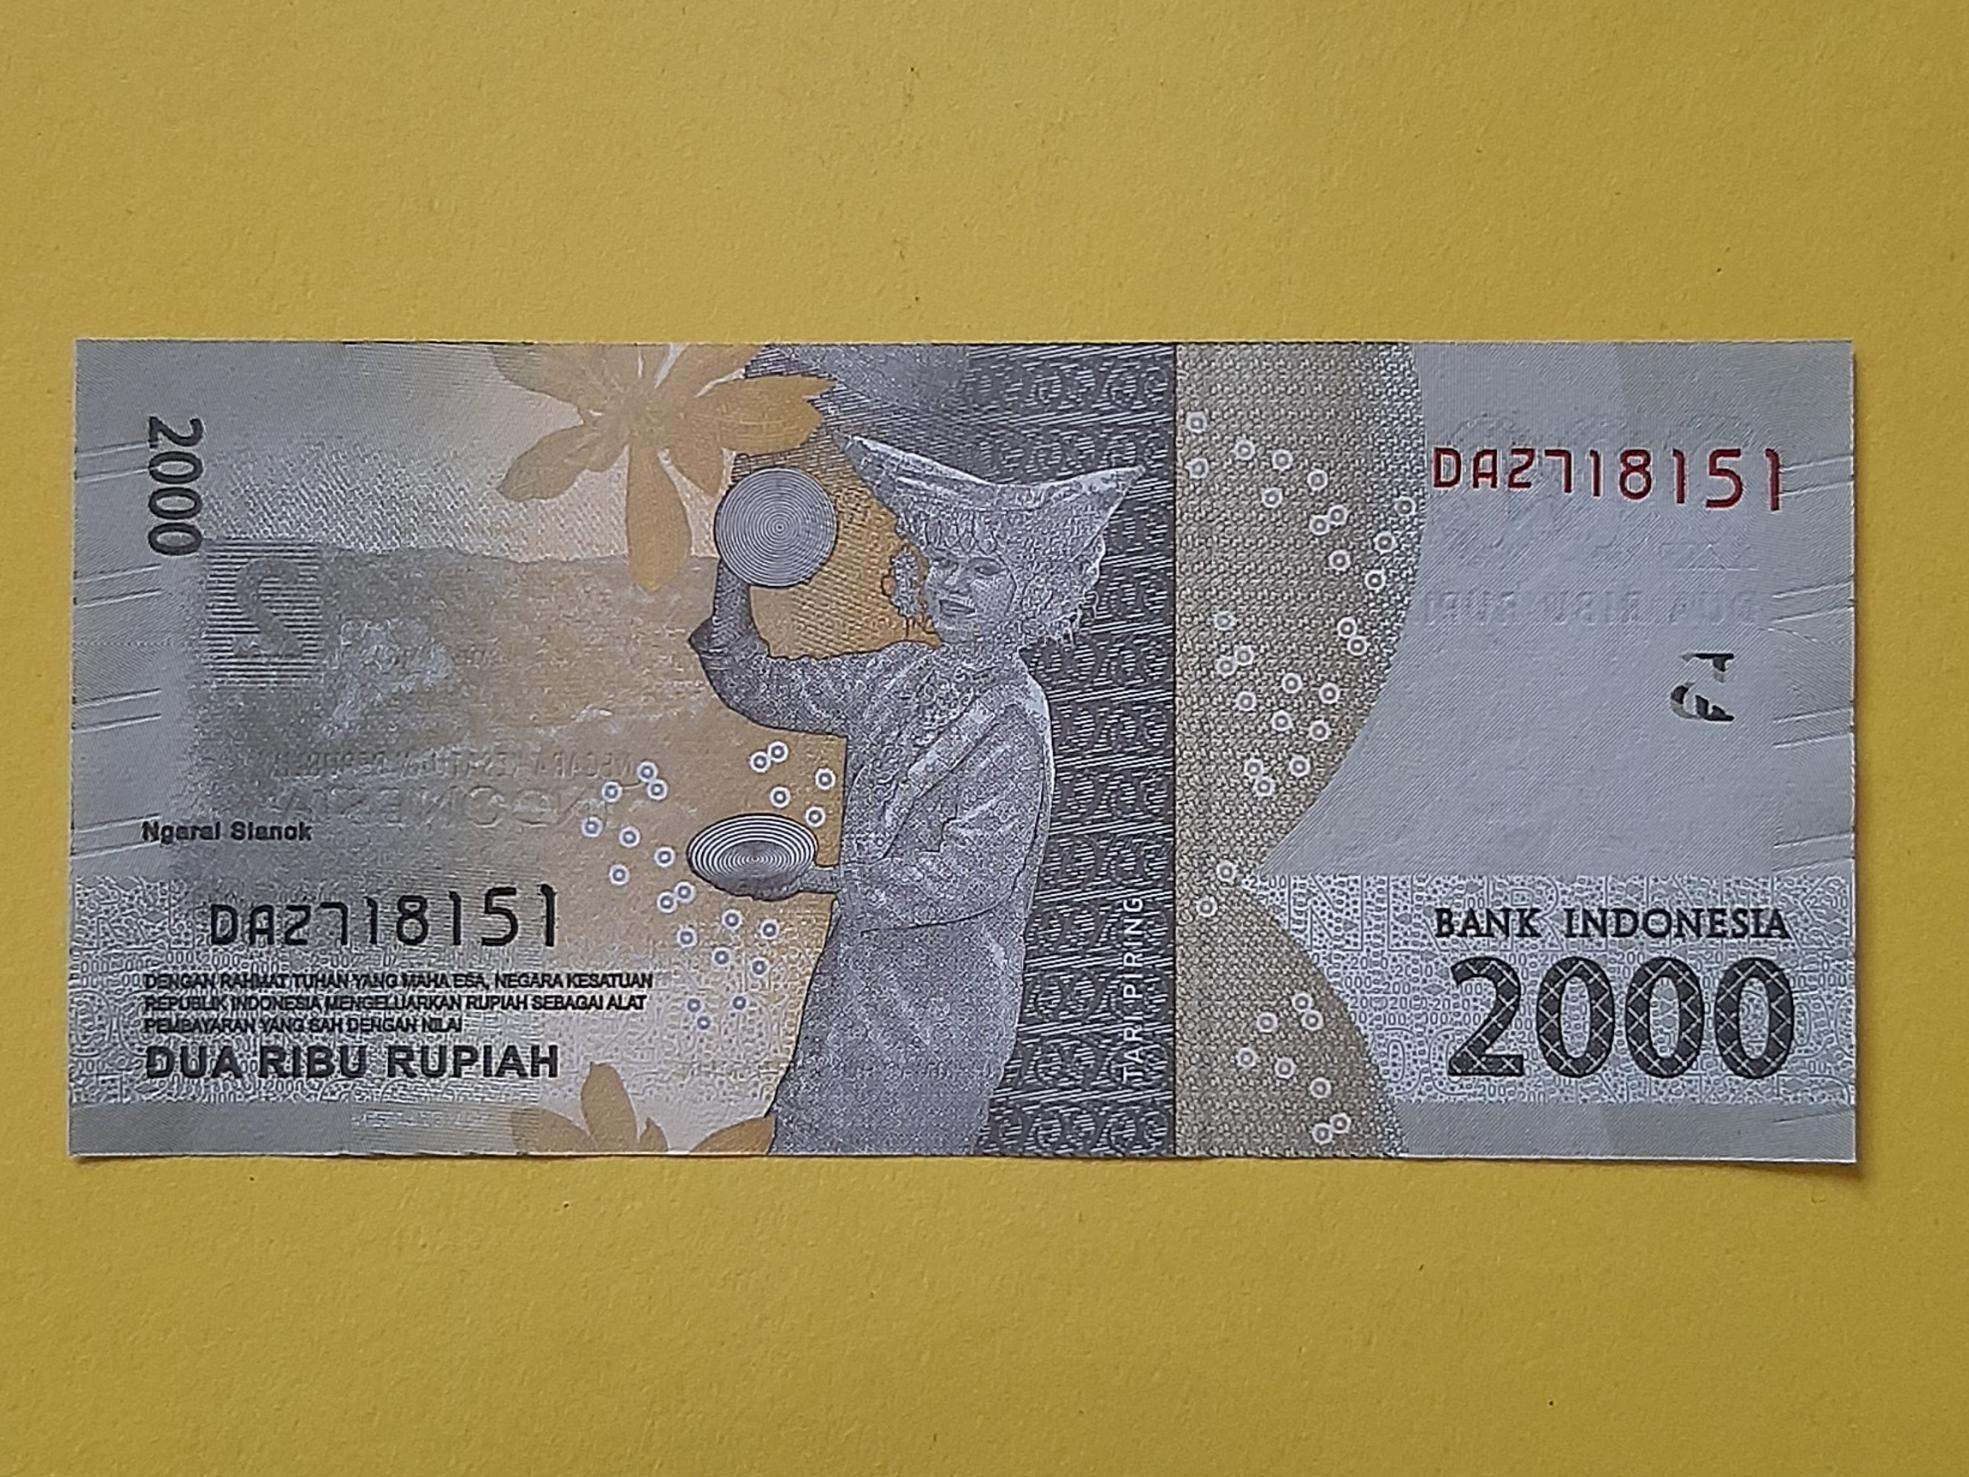 2000
DA2718151
Ngarai Sianok
DA2718151
DENGAN RAHMAT TUHAN YANG MAHA ESA, NEGARA KESATUAN
REPUBLIK INDONESIA MENGELUARKAN RUPIAH SEBAGAI ALAT
PEMBAYARAN YANG SAH DENGAN NILAI
DUA RIBU RUPIAH
TARI PIRING
BANK INDONESIA
2000